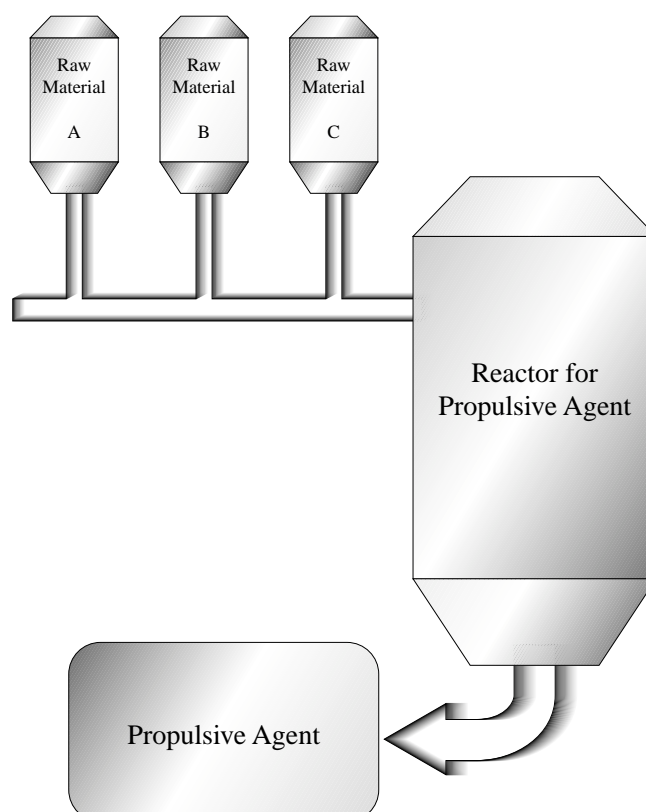 Raw
Material
A
Raw
Material
B
Raw
Material
C
Reactor for
Propulsive Agent
Propulsive Agent